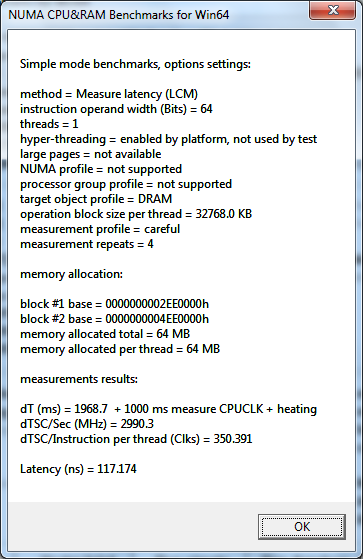 NUMA CPU&RAM Benchmarks for Win64
Simple mode benchmarks, options settings:
method = Measure latency (LCM)
instruction operand width (Bits) = 64
threads = 1
hyper-threading = enabled by platform, not used by test
large pages = not available
NUMA profile = not supported
processor group profile = not supported
target object profile = DRAM
operation block size per thread = 32768.0 KB
measurement profile = careful
measurement repeats = 4
memory allocation:
block #1 base = 0000000002EE0000h
block #2 base = 0000000004EE0000h
memory allocated total = 64 MB
memory allocated per thread = 64 MB
measurements results:
dT (ms) = 1968.7  + 1000 ms measure CPUCLK + heating
dTSC/Sec (MHz) = 2990.3
dTSC/Instruction per thread (Clks) = 350.391
Latency (ns) = 117.174
OK